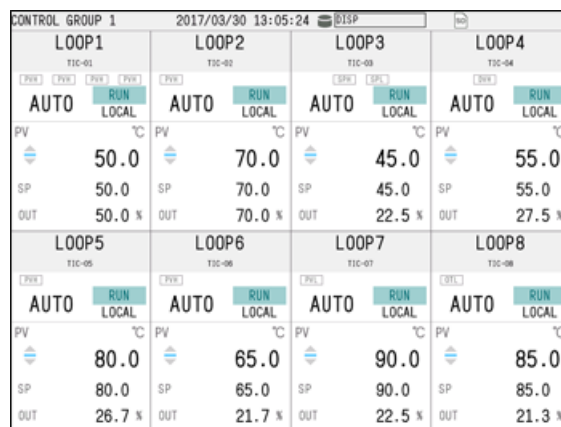 CONTROL GROUP 1 2017/03/30 13:05:24 DISP
LOOP1 LOOP2 LOOP3 LOOP4
TIC-01 TIC-02 TIC-03 TIC-04
PVH PVH PVH PVH PVH SPH SPL DVH
AUTO RUN LOCAL AUTO RUN LOCAL AUTO RUN LOCAL AUTO RUN LOCAL
PV °C PV °C PV °C PV °C
50.0 70.0 45.0 55.0
SP 50.0 SP 70.0 SP 45.0 SP 55.0
OUT 50.0 % OUT 70.0 % OUT 22.5 % OUT 27.5 %
LOOP5 LOOP6 LOOP7 LOOP8
TIC-05 TIC-06 TIC-07 TIC-08
PVH PVH PVL OTL
AUTO RUN LOCAL AUTO RUN LOCAL AUTO RUN LOCAL AUTO RUN LOCAL
PV °C PV °C PV °C PV °C
80.0 65.0 90.0 85.0
SP 80.0 SP 65.0 SP 90.0 SP 85.0
OUT 26.7 % OUT 21.7 % OUT 22.5 % OUT 21.3 %